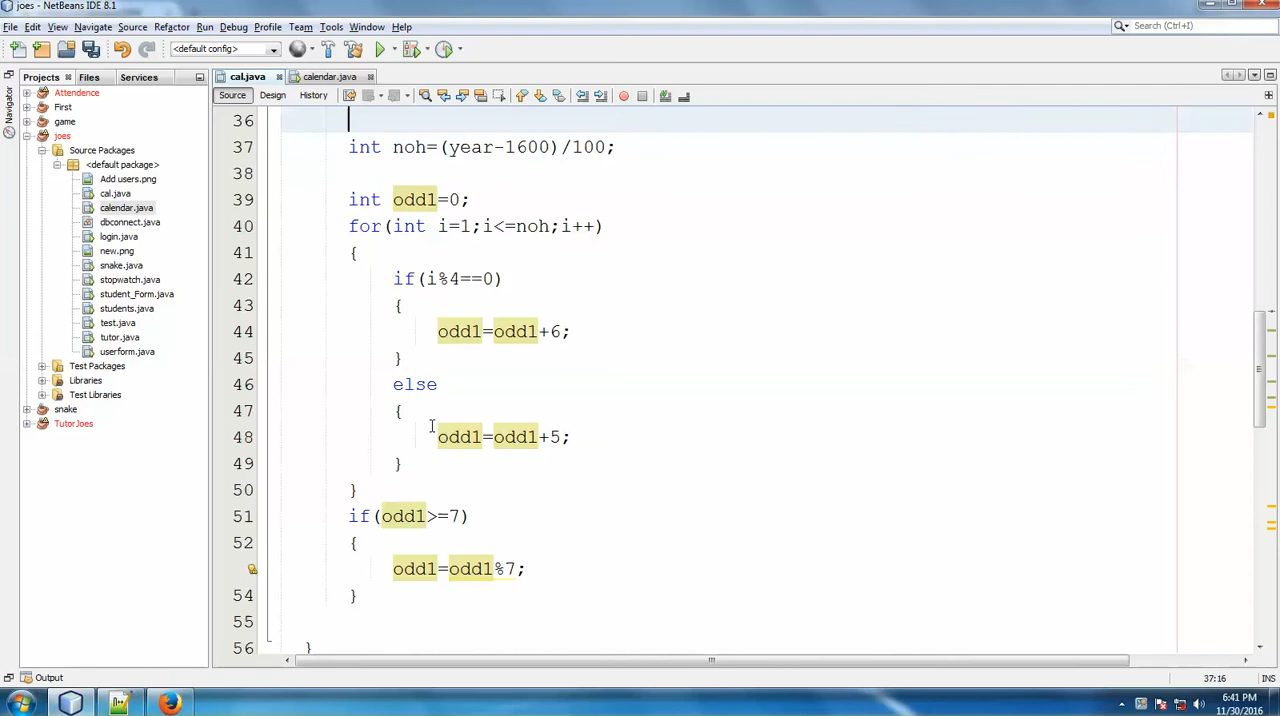 joes - NetBeans IDE 8.1
File Edit View Navigate Source Refactor Run Debug Profile Team Tools Window Help
Search (Ctrl+I)
<default config>
Projects Files Services
cal.java calendar.java
Source Design History
Navigator
Attendence
First
game
joes
Source Packages
<default package>
Add users.png
cal.java
calendar.java
dbconnect.java
login.java
new.png
snake.java
stopwatch.java
student_Form.java
students.java
test.java
tutor.java
userform.java
Test Packages
Libraries
Test Libraries
snake
TutorJoes
36
37 int noh=(year-1600)/100;
38
39 int odd1=0;
40 for(int i=1;i<=noh;i++)
41 {
42 if(i%4==0)
43 {
44 odd1=odd1+6;
45 }
46 else
47 {
48 odd1=odd1+5;
49 }
50 }
51 if(odd1>=7)
52 {
odd1=odd1%7;
54 }
55
56 }
Output
37:16 INS
6:41 PM
11/30/2016